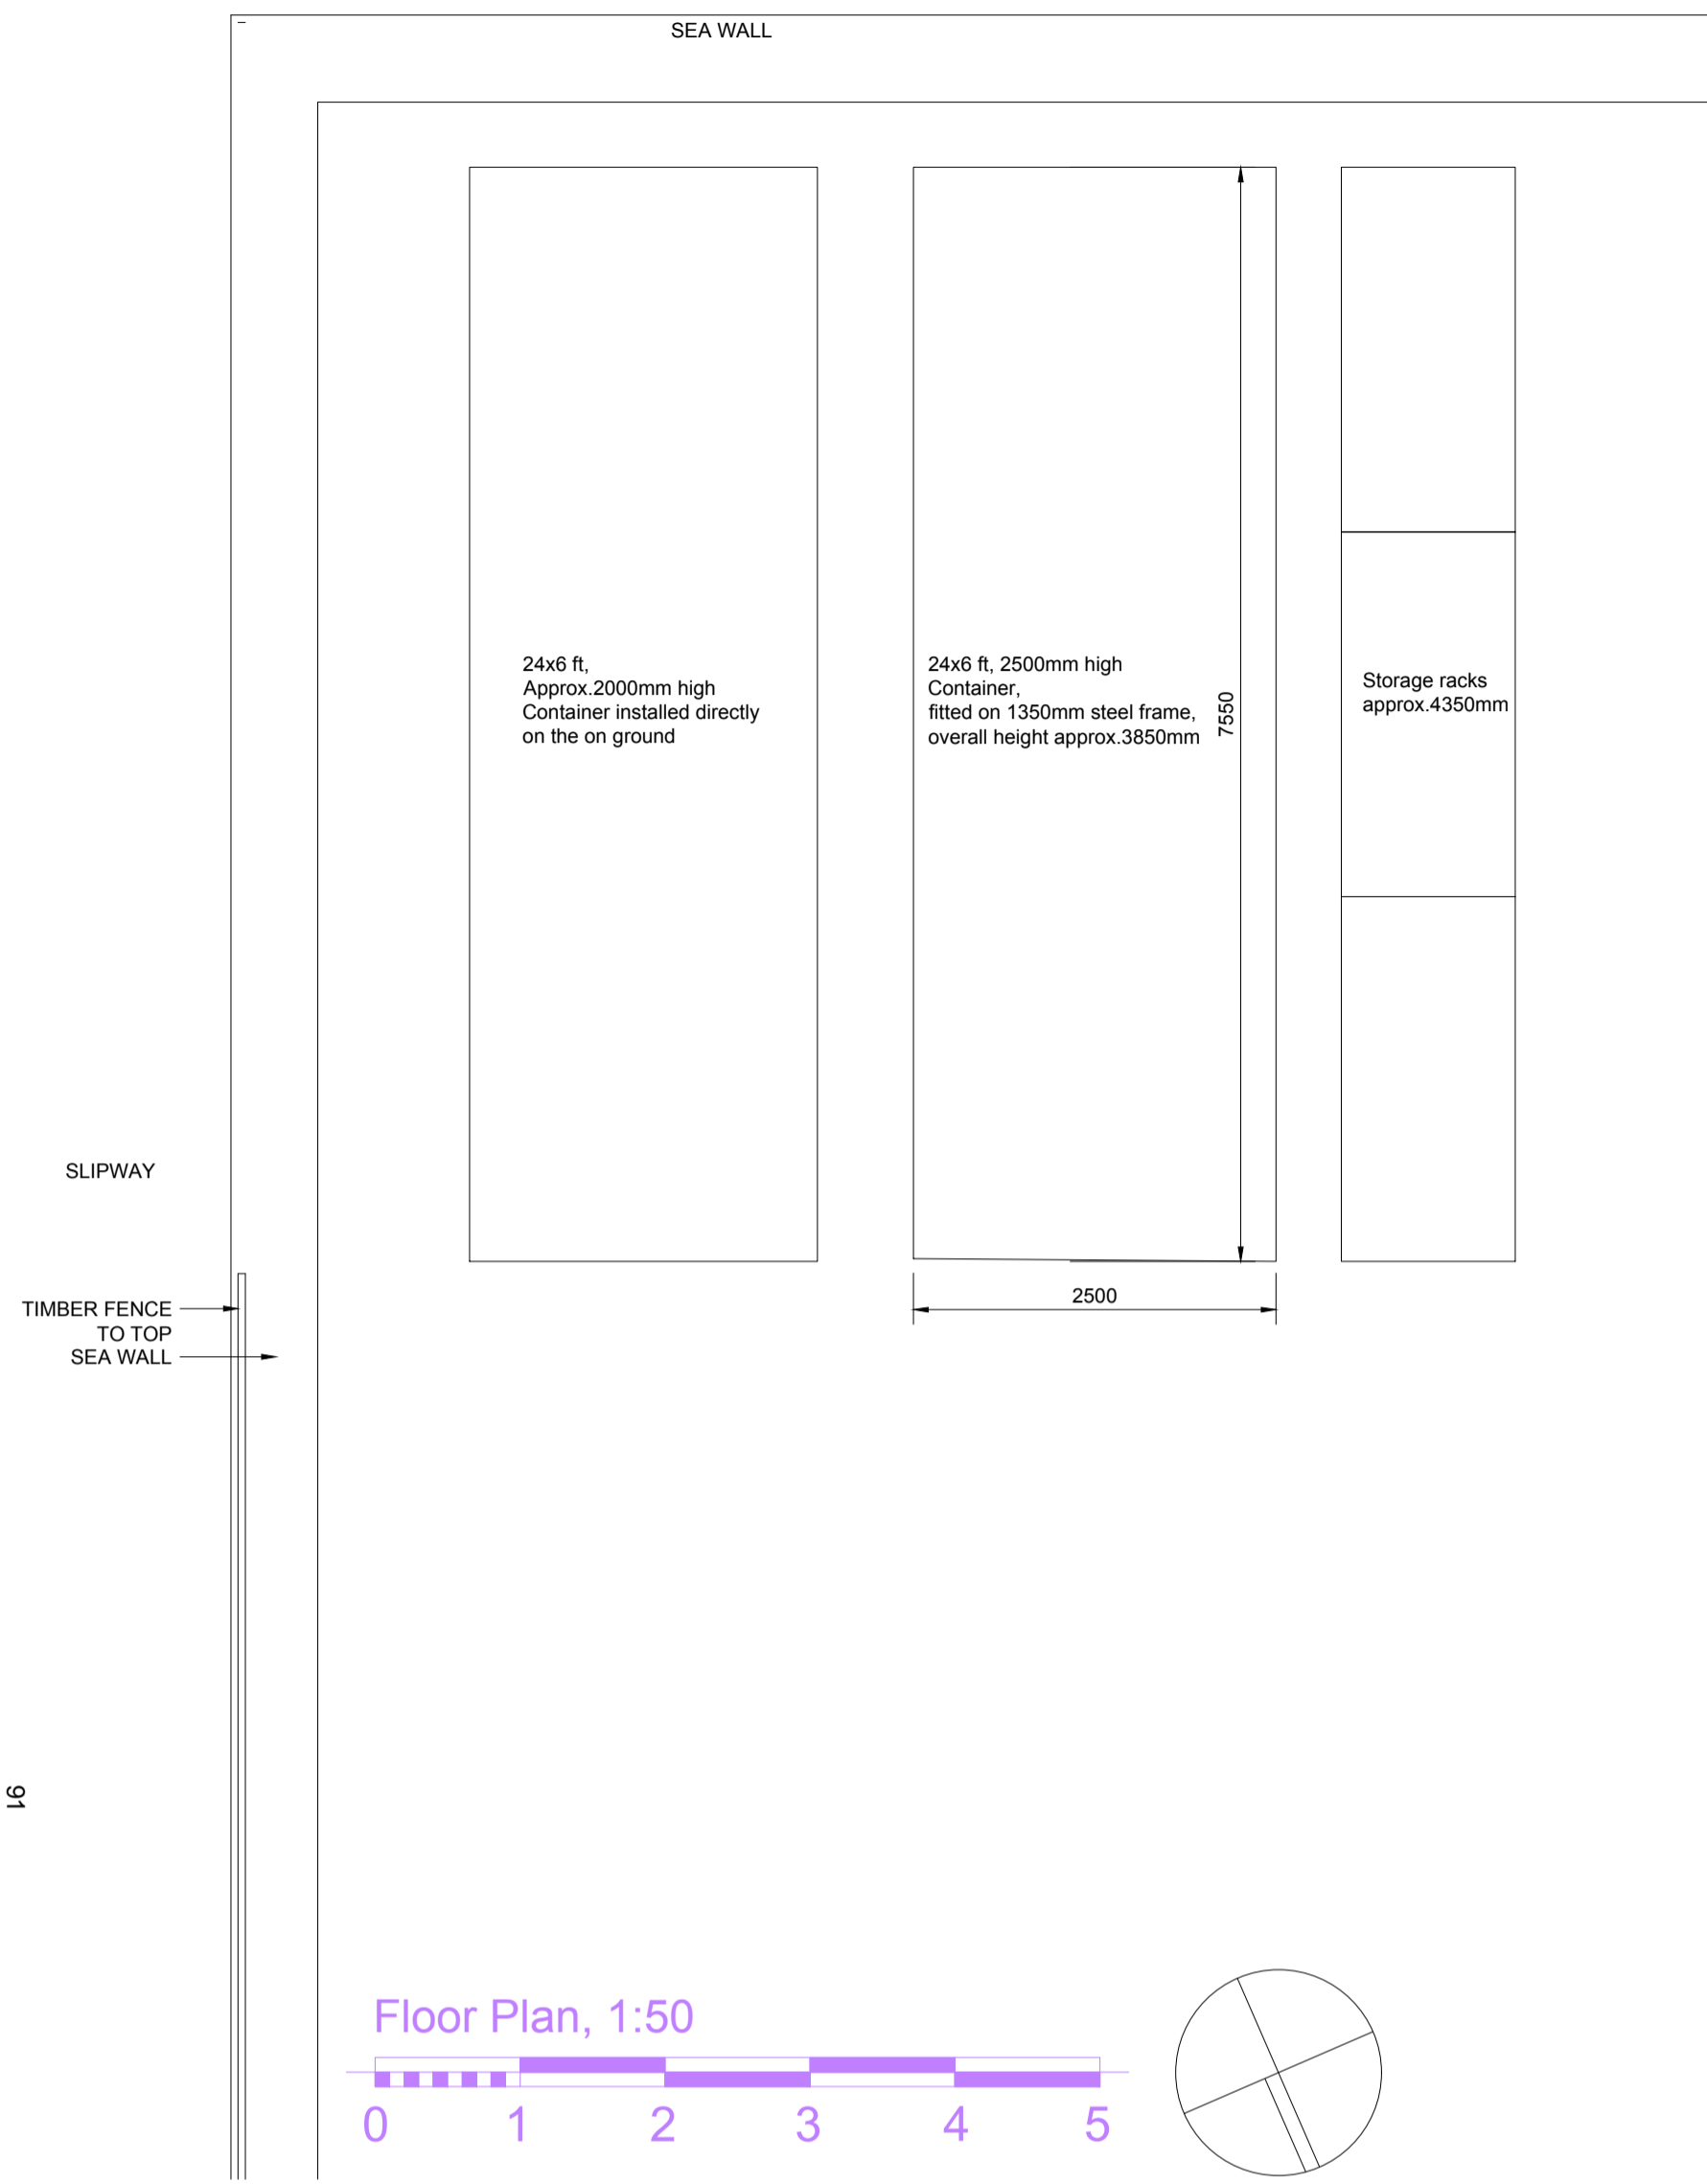 SEA WALL
24x6 ft,
Approx.2000mm high
Container installed directly
on the on ground
24x6 ft, 2500mm high
Container,
fitted on 1350mm steel frame,
overall height approx.3850mm
7550
Storage racks
approx.4350mm
SLIPWAY
2500
TIMBER FENCE
TO TOP
SEA WALL
91
Floor Plan, 1:50
0 1 2 3 4 5